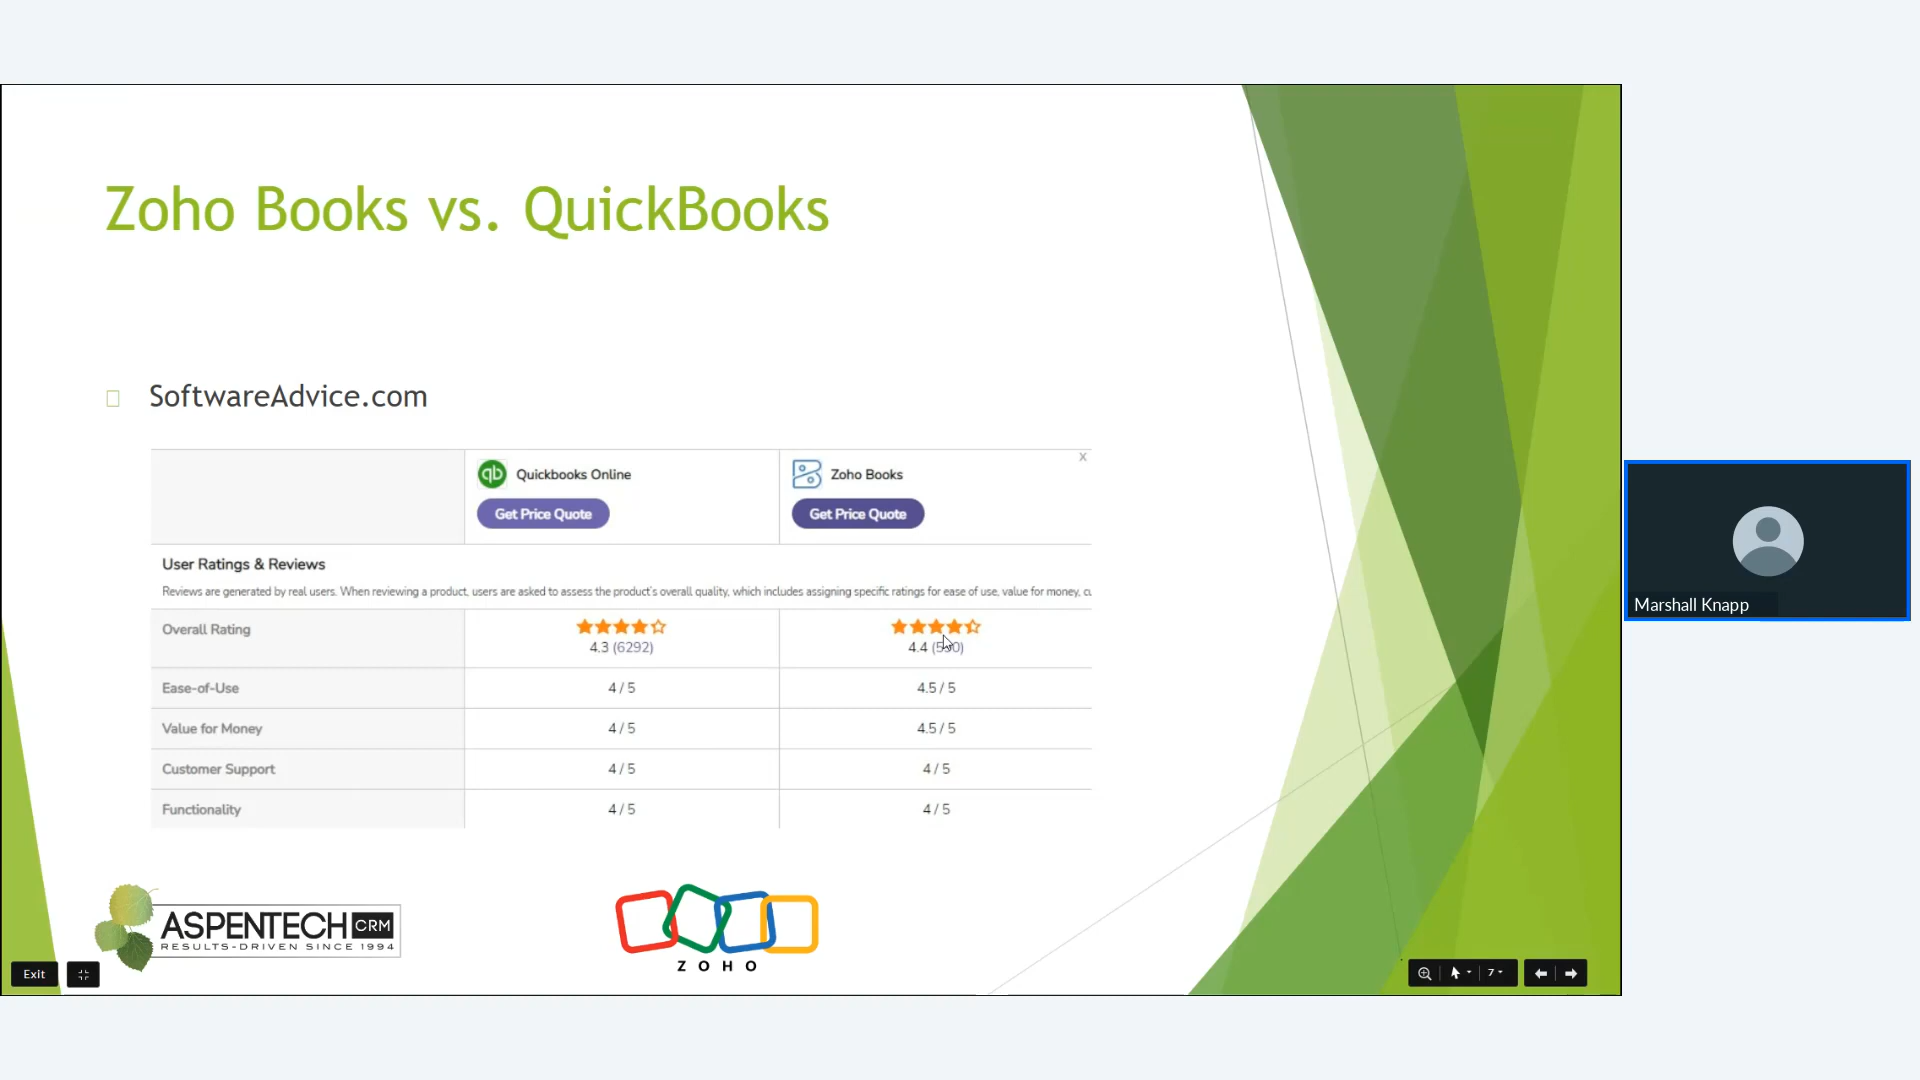 Zoho Books vs. QuickBooks
SoftwareAdvice.com
X
qb Quickbooks Online
Zoho Books
Get Price Quote
Get Price Quote
User Ratings & Reviews
Reviews are generated by real users. When reviewing a product, users are asked to assess the product's overall quality, which includes assigning specific ratings for ease of use, value for money,
Overall Rating
4.3 (6292)
4.4
Ease-of-Use 4 / 5 4.5 / 5
Value for Money 4 / 5 4.5 / 5
Customer Support 4 / 5 4 / 5
Functionality 4 / 5 4 / 5
ASPENTECH CRM
RESULTS-DRIVEN SINCE 1994
ZOHO
Exit
7
Marshall Knapp